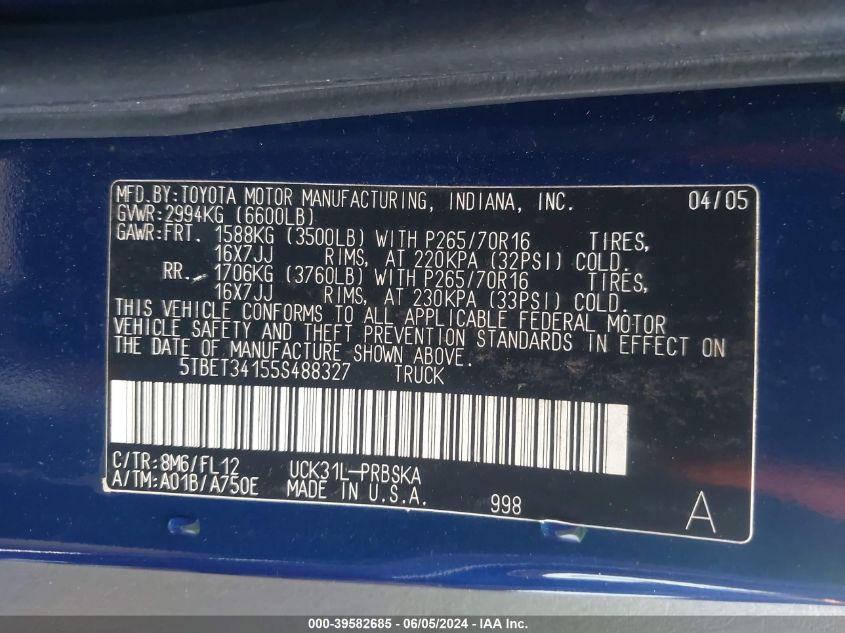 MFD.BY:TOYOTA MOTOR MANUFACTURING, INDIANA, INC. 04/05
GVWR:2994KG (6600LB)
GAWR:FRT. 1588KG (3500LB) WITH P265/70R16 TIRES,
16X7JJ RIMS, AT 220KPA (32PSI) COLD.
RR. 1706KG (3760LB) WITH P265/70R16 TIRES,
16X7JJ RIMS, AT 230KPA (33PSI) COLD.
THIS VEHICLE CONFORMS TO ALL APPLICABLE FEDERAL MOTOR
VEHICLE SAFETY AND THEFT PREVENTION STANDARDS IN EFFECT ON
THE DATE OF MANUFACTURE SHOWN ABOVE.
5TBET34155S488327 TRUCK
C/TR:8M6/FL12 UCK31L-PRBSKA
A/TM:A01B/A750E MADE IN U.S.A. 998 A
000-39582685 - 06/05/2024 - IAA Inc.